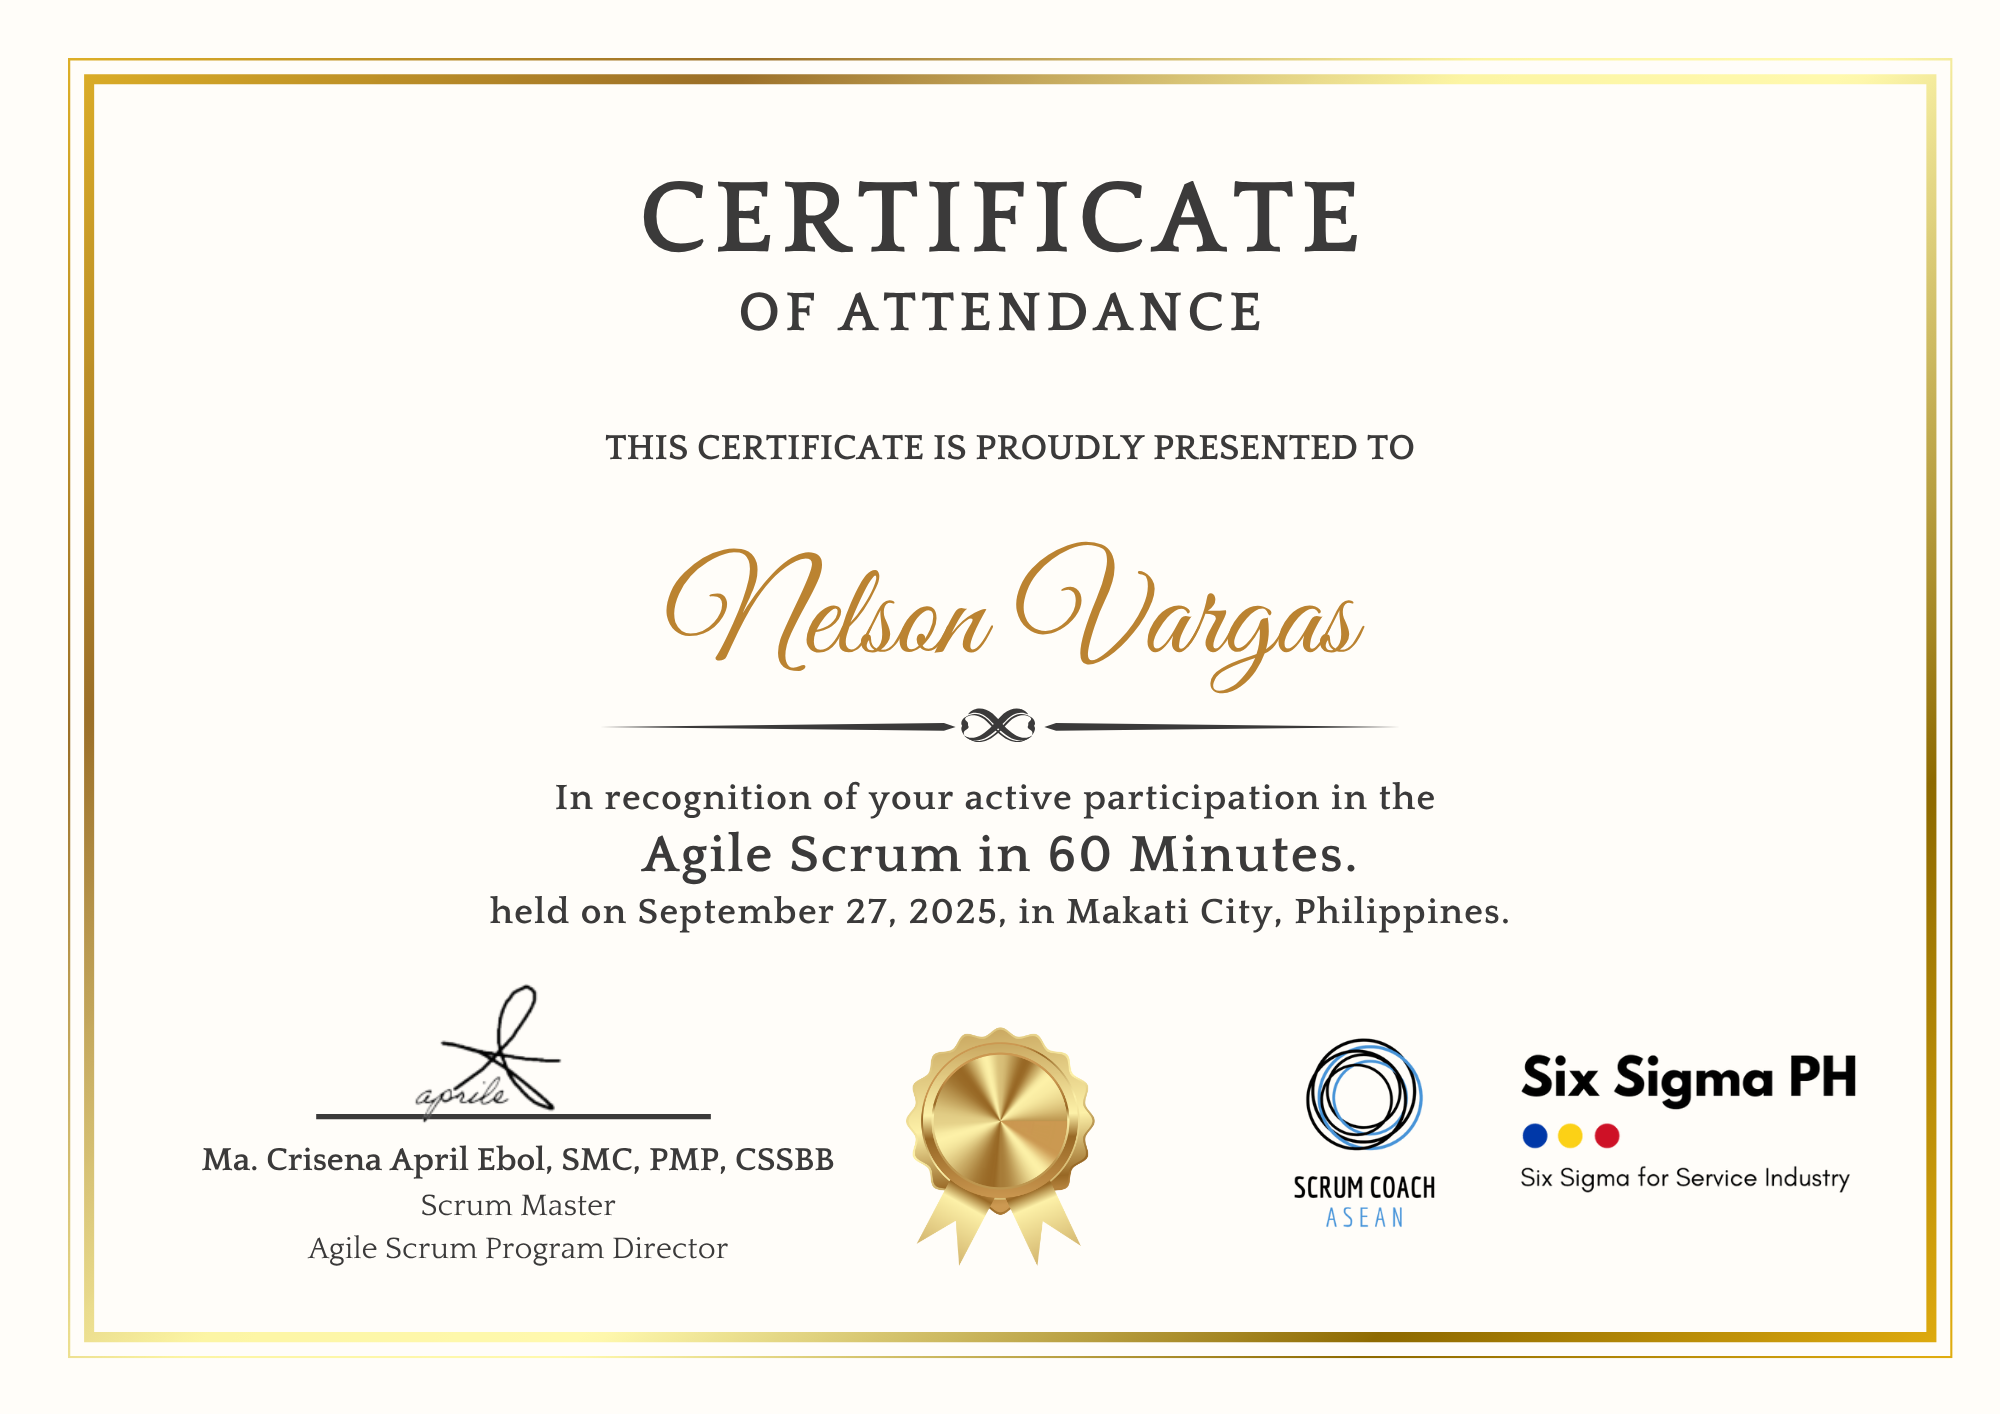 CERTIFICATE
OF ATTENDANCE
THIS CERTIFICATE IS PROUDLY PRESENTED TO
Nelson Vargas
In recognition of your active participation in the
Agile Scrum in 60 Minutes.
held on September 27, 2025, in Makati City, Philippines.
aprile
Ma. Crisena April Ebol, SMC, PMP, CSSBB
Scrum Master
Agile Scrum Program Director
SCRUM COACH
ASEAN
Six Sigma PH
Six Sigma for Service Industry